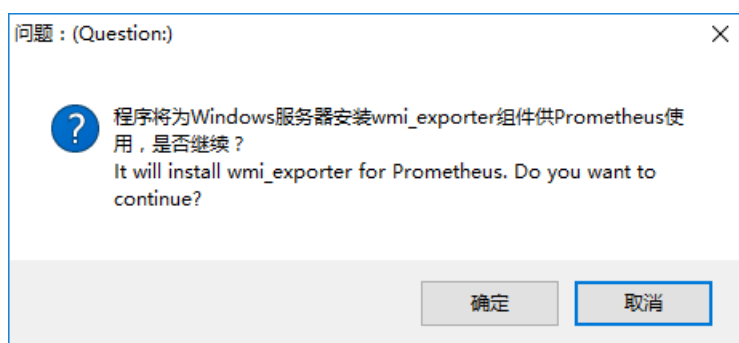 问题：(Question:)
程序将为Windows服务器安装wmi_exporter组件供Prometheus使
用，是否继续？
It will install wmi_exporter for Prometheus. Do you want to
continue?
确定
取消